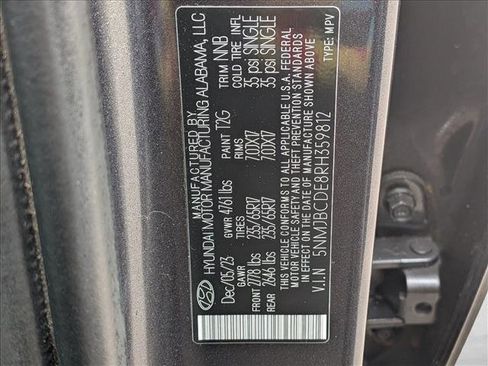 MANUFACTURED BY
HYUNDAI MOTOR MANUFACTURING ALABAMA, LLC
Dec/05/23 GVWR 4761 lbs PAINT T2G TRIM NNB
GAWR TIRES RIMS COLD TIRE INFL
FRONT 2778 lbs 235/65R17 7.0JX17 35 psi SINGLE
REAR 2646 lbs 235/65R17 7.0JX17 35 psi SINGLE
THIS VEHICLE CONFORMS TO ALL APPLICABLE U.S.A. FEDERAL
MOTOR VEHICLE SAFETY AND THEFT PREVENTION STANDARDS
IN EFFECT ON THE DATE OF MANUFACTURE SHOWN ABOVE
V.I.N 5NMJBCDE8RH359812 TYPE: MPV